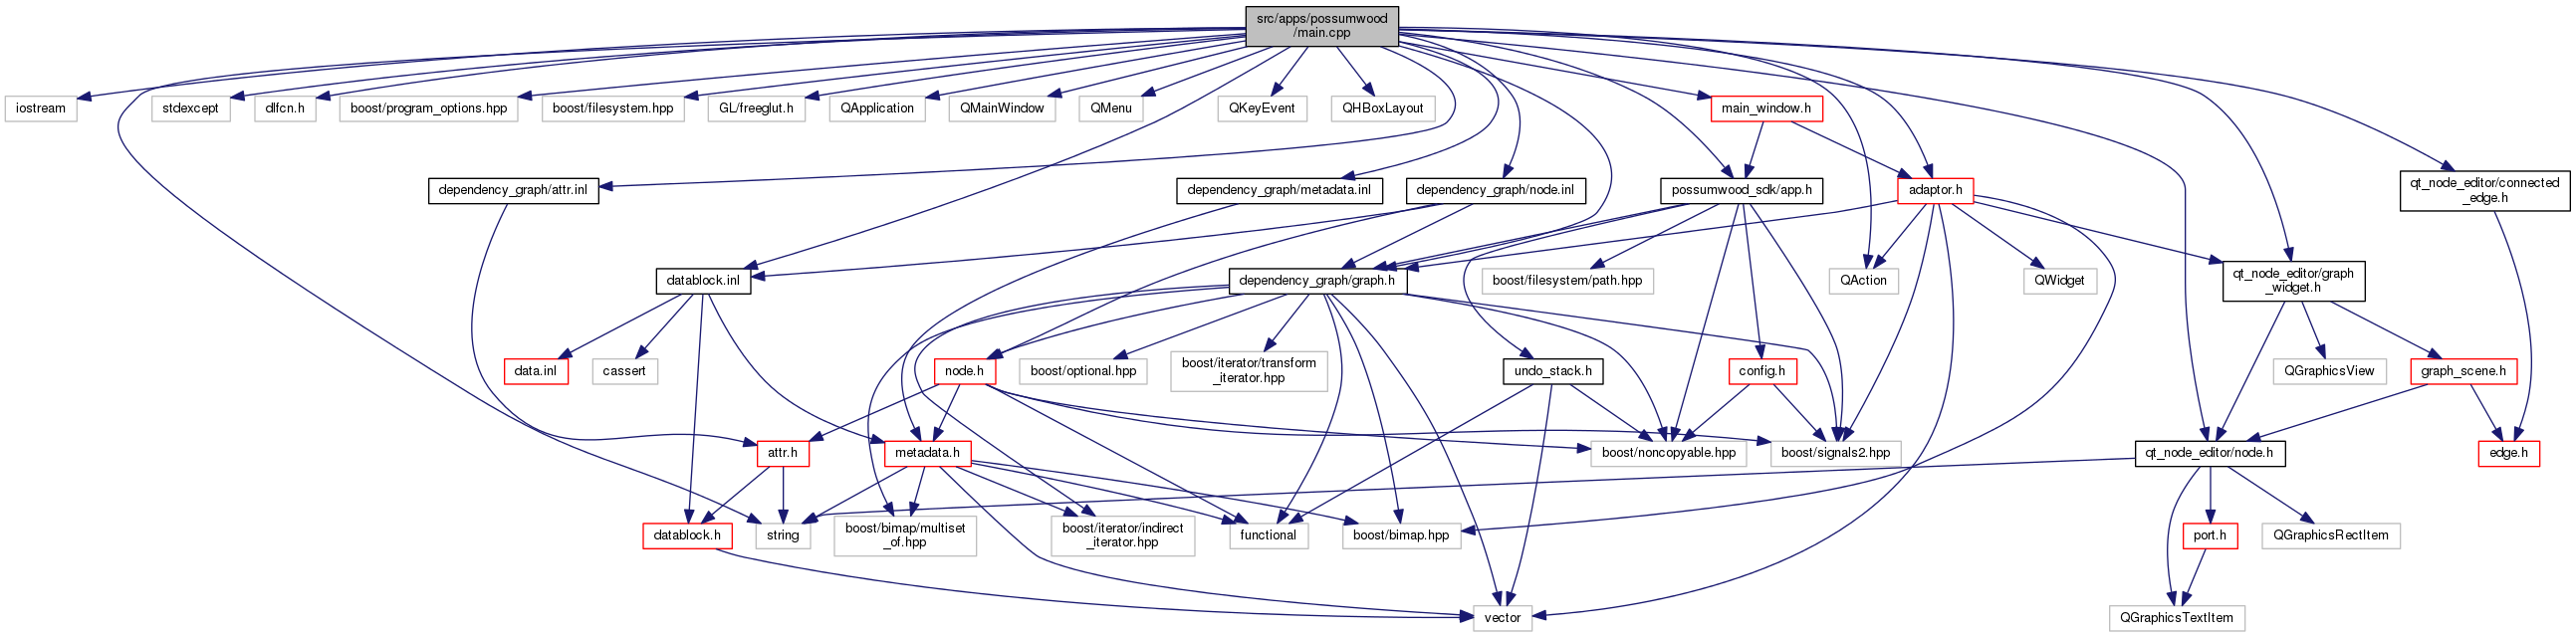 src/apps/possumwood
/main.cpp
iostream
stdexcept
dlfcn.h
boost/program_options.hpp
boost/filesystem.hpp
GL/freeglut.h
QApplication
QMainWindow
QMenu
QKeyEvent
QHBoxLayout
main_window.h
dependency_graph/attr.inl
dependency_graph/metadata.inl
dependency_graph/node.inl
possumwood_sdk/app.h
adaptor.h
qt_node_editor/connected
_edge.h
datablock.inl
dependency_graph/graph.h
boost/filesystem/path.hpp
QAction
QWidget
qt_node_editor/graph
_widget.h
data.inl
cassert
node.h
boost/optional.hpp
boost/iterator/transform
_iterator.hpp
undo_stack.h
config.h
QGraphicsView
graph_scene.h
attr.h
metadata.h
boost/noncopyable.hpp
boost/signals2.hpp
qt_node_editor/node.h
edge.h
datablock.h
string
boost/bimap/multiset
_of.hpp
boost/iterator/indirect
_iterator.hpp
functional
boost/bimap.hpp
port.h
QGraphicsRectItem
vector
QGraphicsTextItem